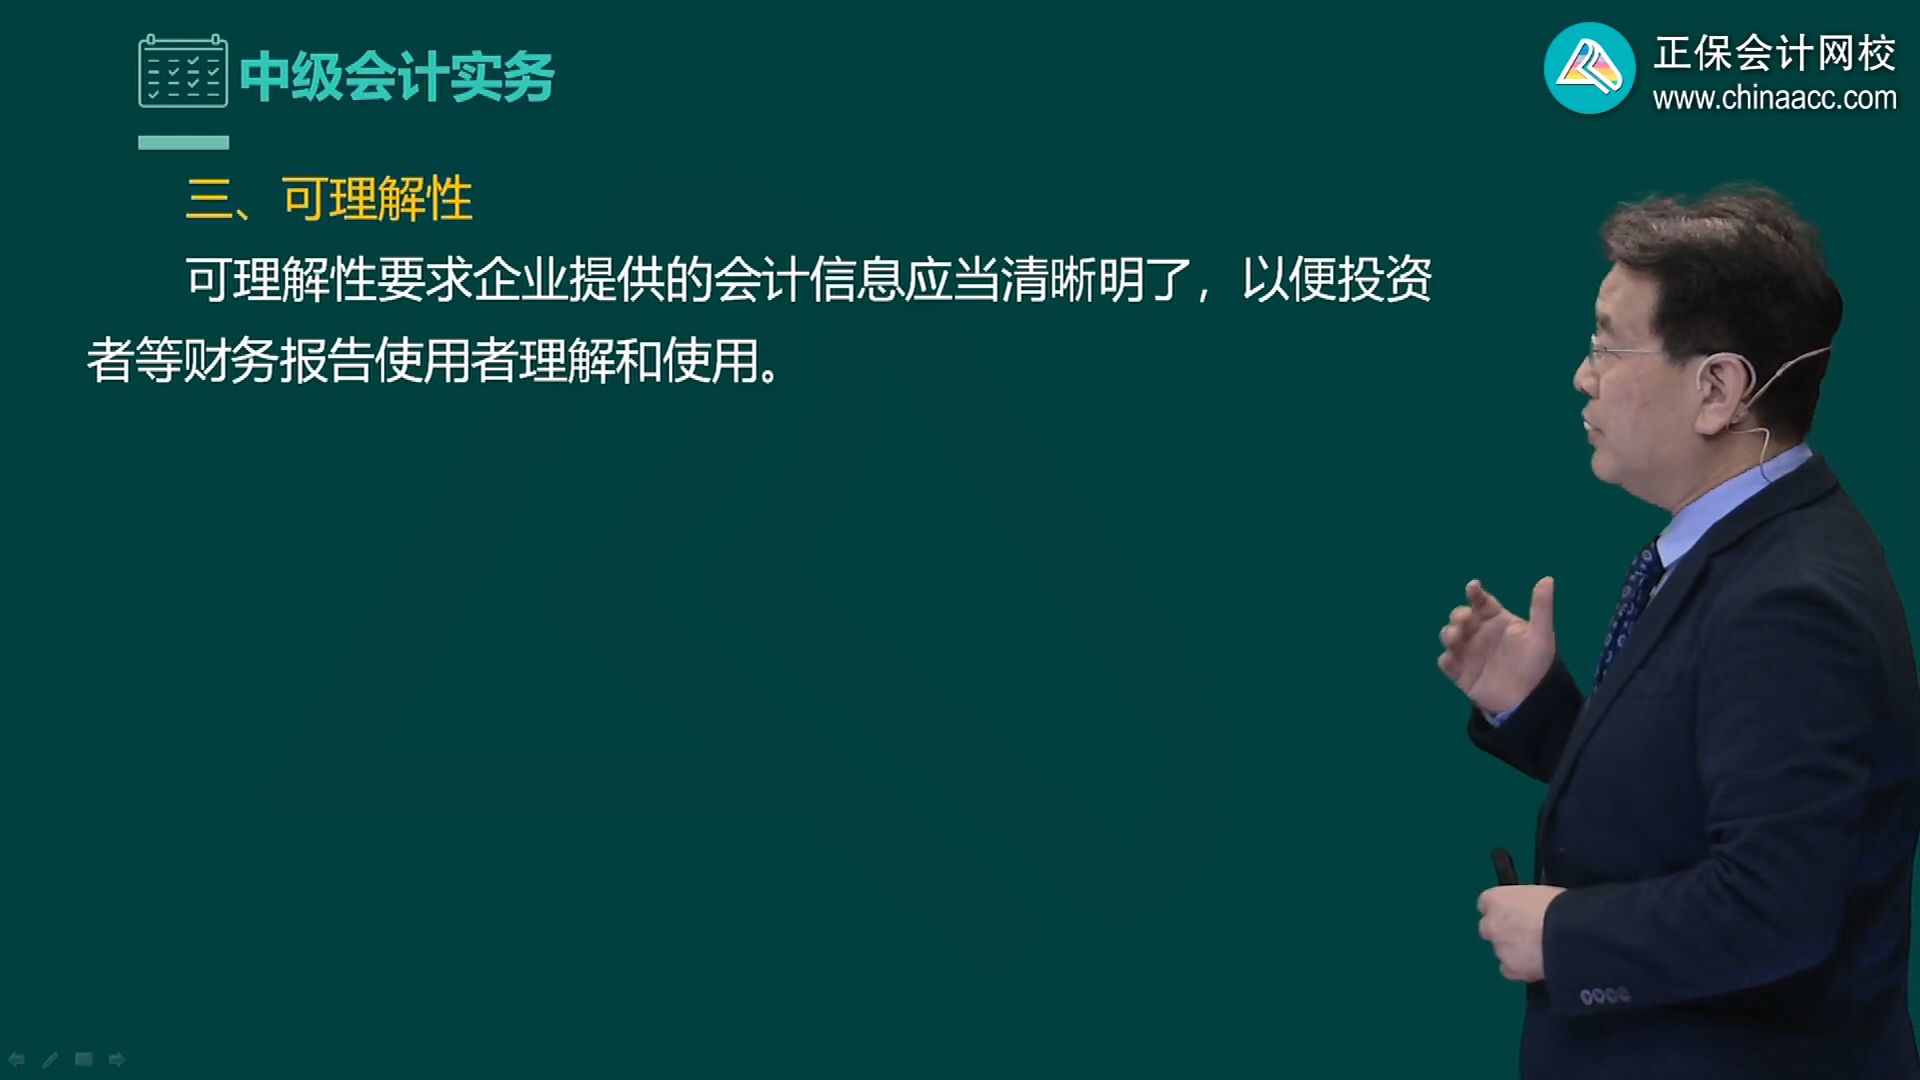 中级会计实务
正保会计网校
www.chinaacc.com
三、可理解性
可理解性要求企业提供的会计信息应当清晰明了，以便投资
者等财务报告使用者理解和使用。